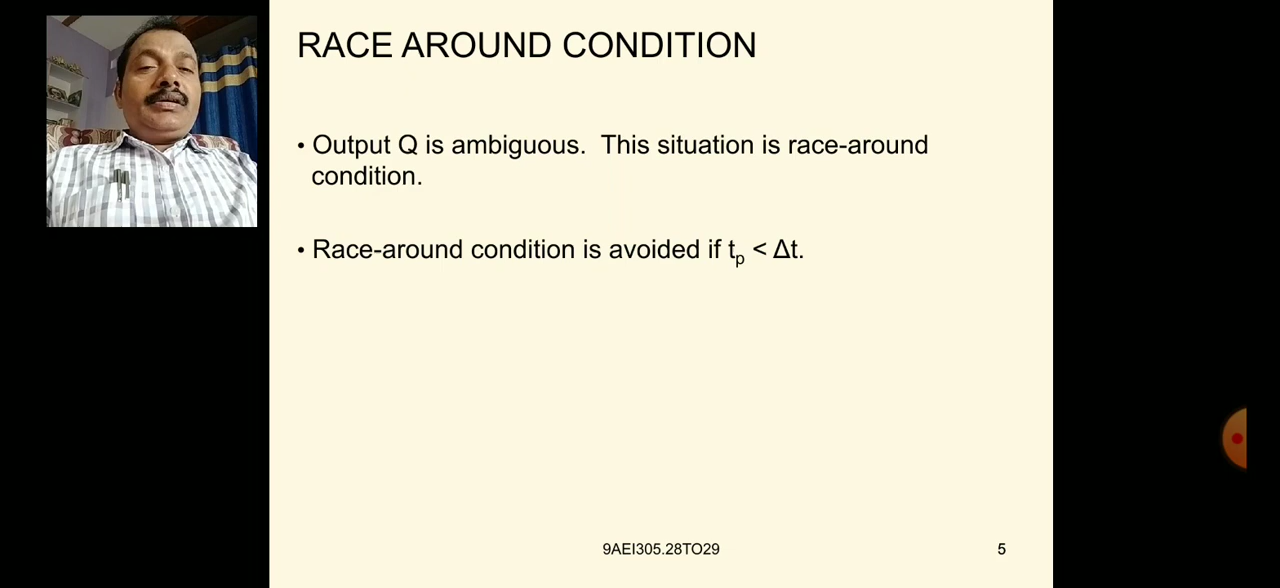 RACE AROUND CONDITION
• Output Q is ambiguous.  This situation is race-around
condition.
• Race-around condition is avoided if tp < Δt.
9AEI305.28TO29
5